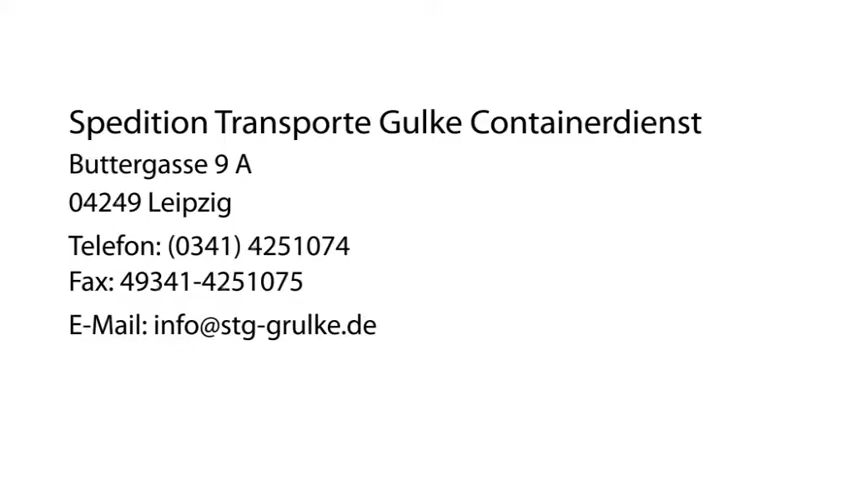 Spedition Transporte Gulke Containerdienst
Buttergasse 9 A
04249 Leipzig
Telefon: (0341) 4251074
Fax: 49341-4251075
E-Mail: info@stg-grulke.de